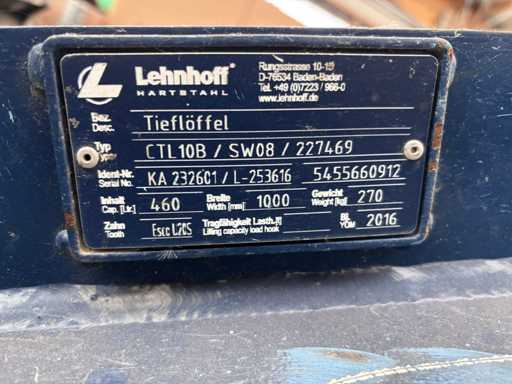 Lehnhoff
HARTSTAHL
Rungsstrasse 10-13
D-76534 Baden-Baden
Tel. +49 (0)7223 / 966-0
www.lehnhoff.de
Bez. Tieflöffel
Desc.
Typ CTL10B / SW08 / 227469
Type
Ident-Nr. KA 232601 / L-253616 5455660912
Serial No.
Inhalt 460 Breite 1000 Gewicht 270
Cap. [Ltr.] Width [mm] Weight [kg]
Zahn Esco U20S Tragfähigkeit Lasth.[t] Bj. 2016
Tooth Lifting capacity load hook YOM